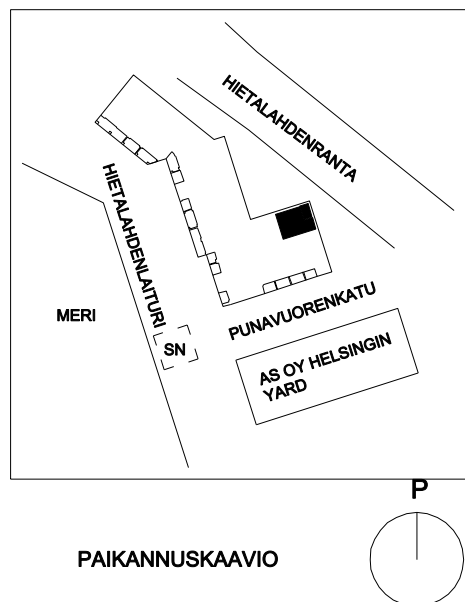 HIETALAHDENRANTA
HIETALAHDENLAITURI
MERI
PUNAVUORENKATU
SN
AS OY HELSINGIN
YARD
P
PAIKANNUSKAAVIO